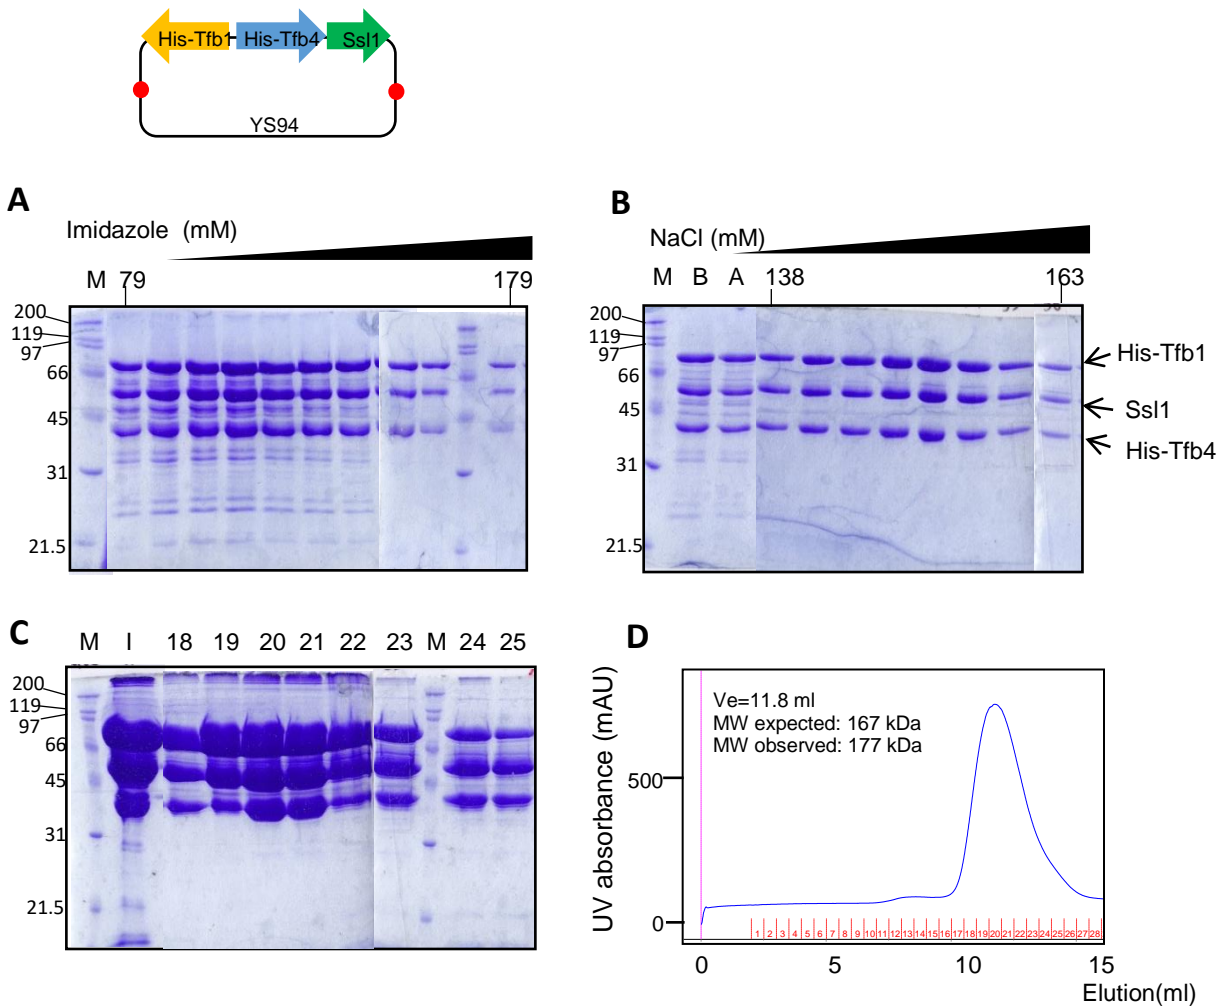 His-Tfb1 His-Tfb4 Ssl1
YS94
A
Imidazole (mM)
M 79 179
200
119
97
66
45
31
21.5
B
NaCl (mM)
M B A 138 163
200
119
97
66
45
31
21.5
His-Tfb1
Ssl1
His-Tfb4
C
M I 18 19 20 21 22 23 M 24 25
200
119
97
66
45
31
21.5
D
Ve=11.8 ml
MW expected: 167 kDa
MW observed: 177 kDa
UV absorbance (mAU)
500
0
1 2 3 4 5 6 7 8 9 10 11 12 13 14 15 16 17 18 19 20 21 22 23 24 25 26 27 28
0 5 10 15
Elution(ml)